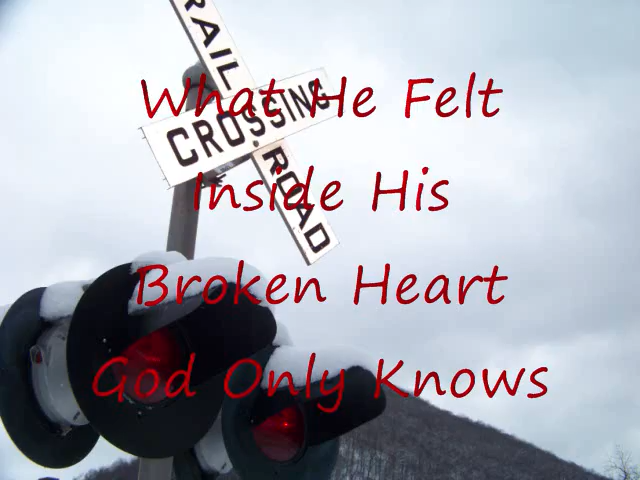 RAIL
ROAD
CROSSING
What He Felt
Inside His
Broken Heart
God Only Knows